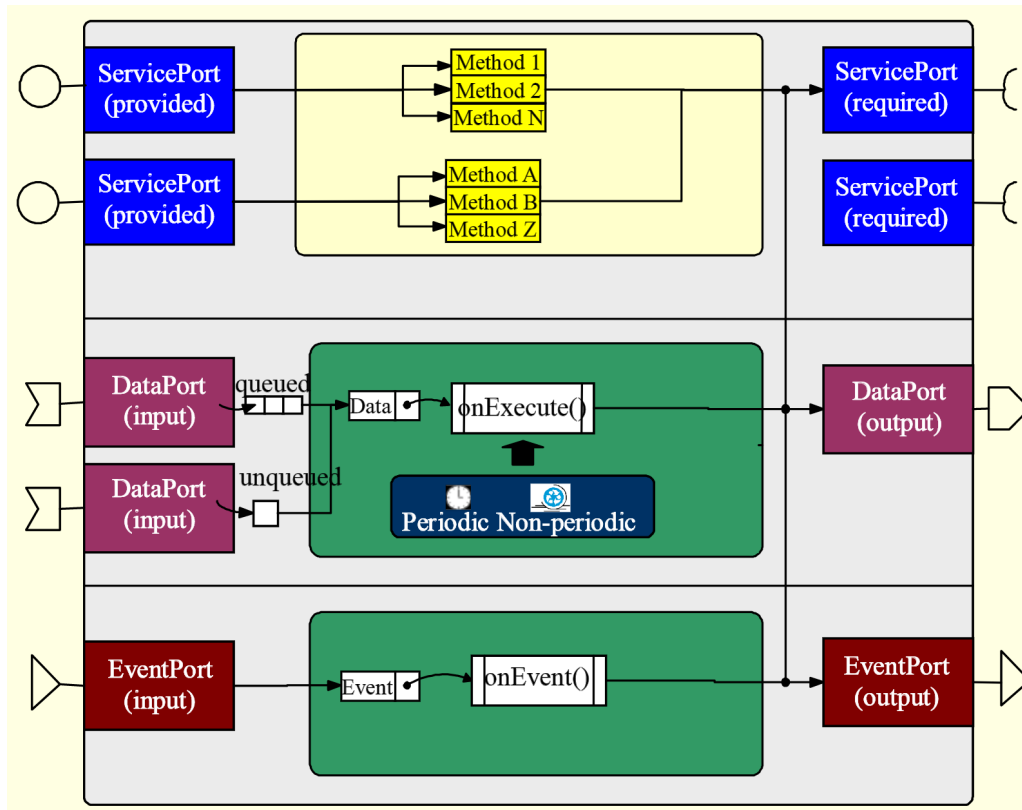 ServicePort
(provided)
Method 1
Method 2
Method N
ServicePort
(required)
ServicePort
(provided)
Method A
Method B
Method Z
ServicePort
(required)
DataPort
(input)
queued
Data
onExecute()
DataPort
(output)
DataPort
(input)
unqueued
Periodic Non-periodic
EventPort
(input)
Event
onEvent()
EventPort
(output)